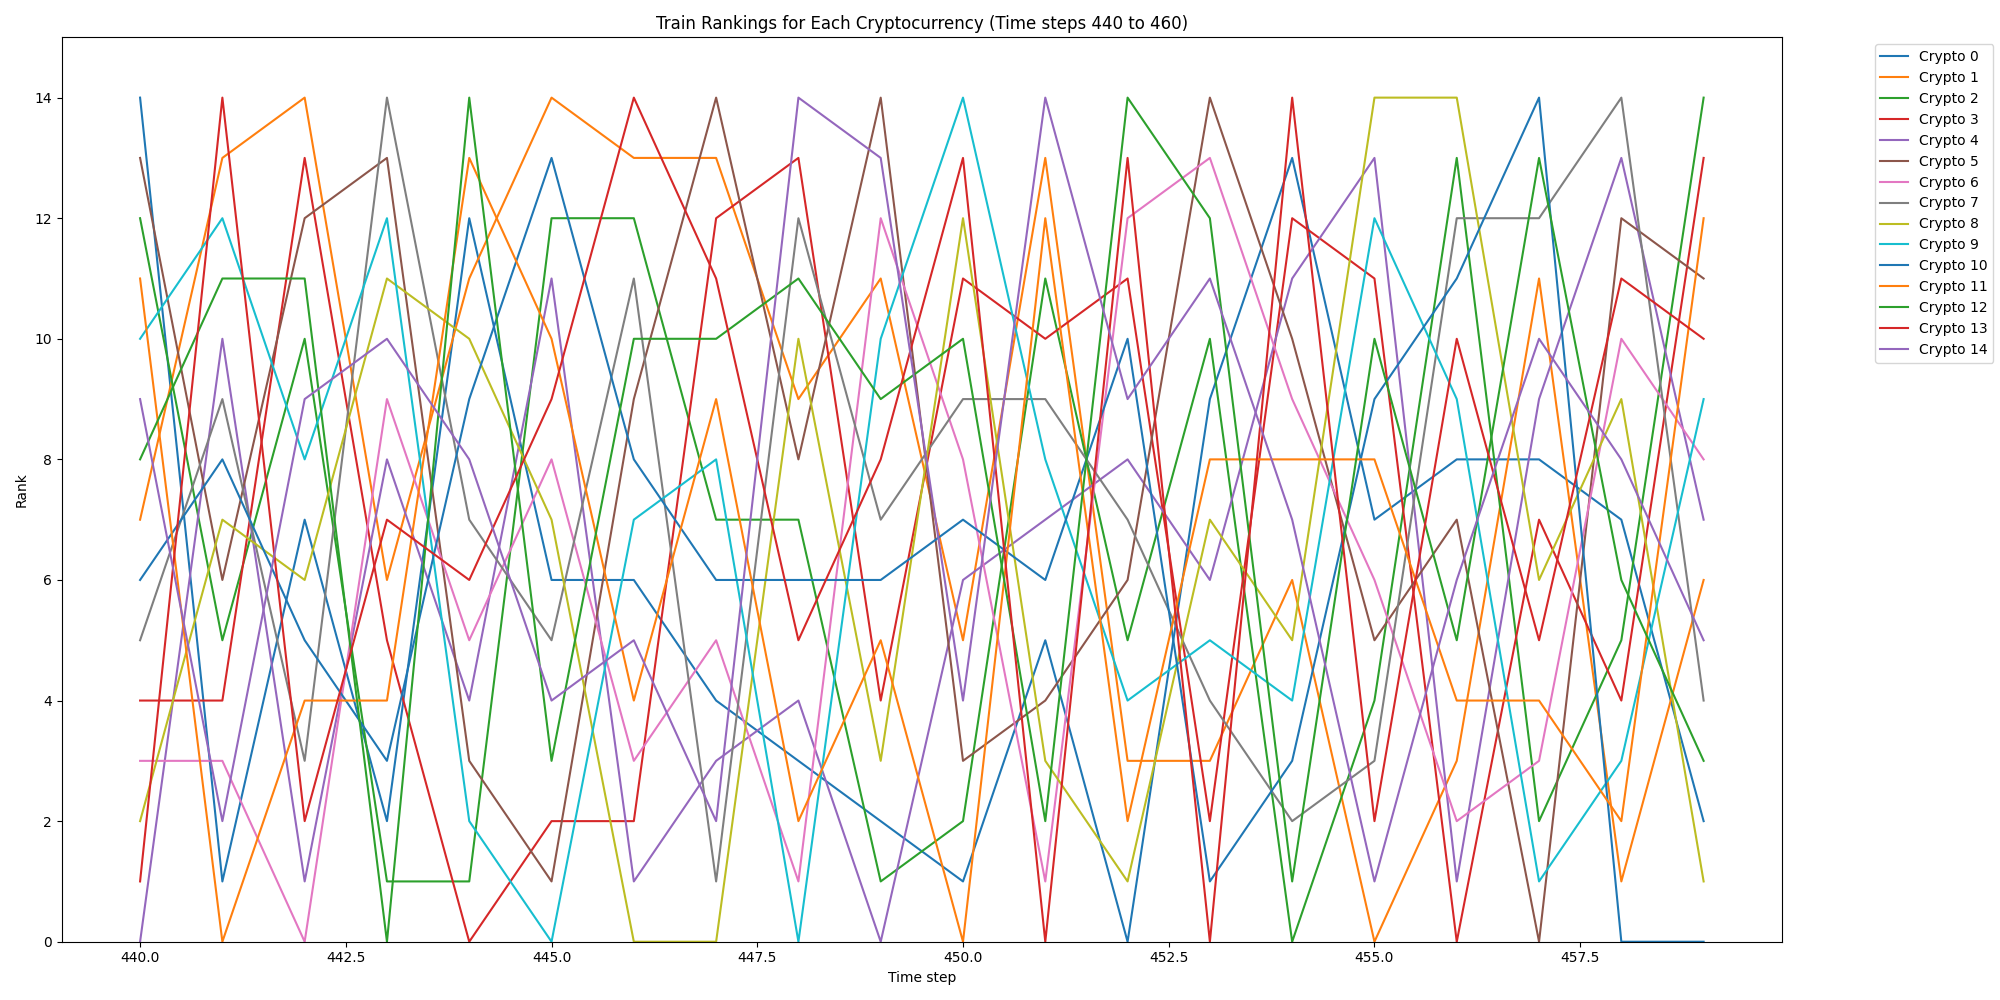 Train Rankings for Each Cryptocurrency (Time steps 440 to 460)
Rank
14
12
10
8
6
4
2
0
440.0 442.5 445.0 447.5 450.0 452.5 455.0 457.5
Time step
Crypto 0
Crypto 1
Crypto 2
Crypto 3
Crypto 4
Crypto 5
Crypto 6
Crypto 7
Crypto 8
Crypto 9
Crypto 10
Crypto 11
Crypto 12
Crypto 13
Crypto 14